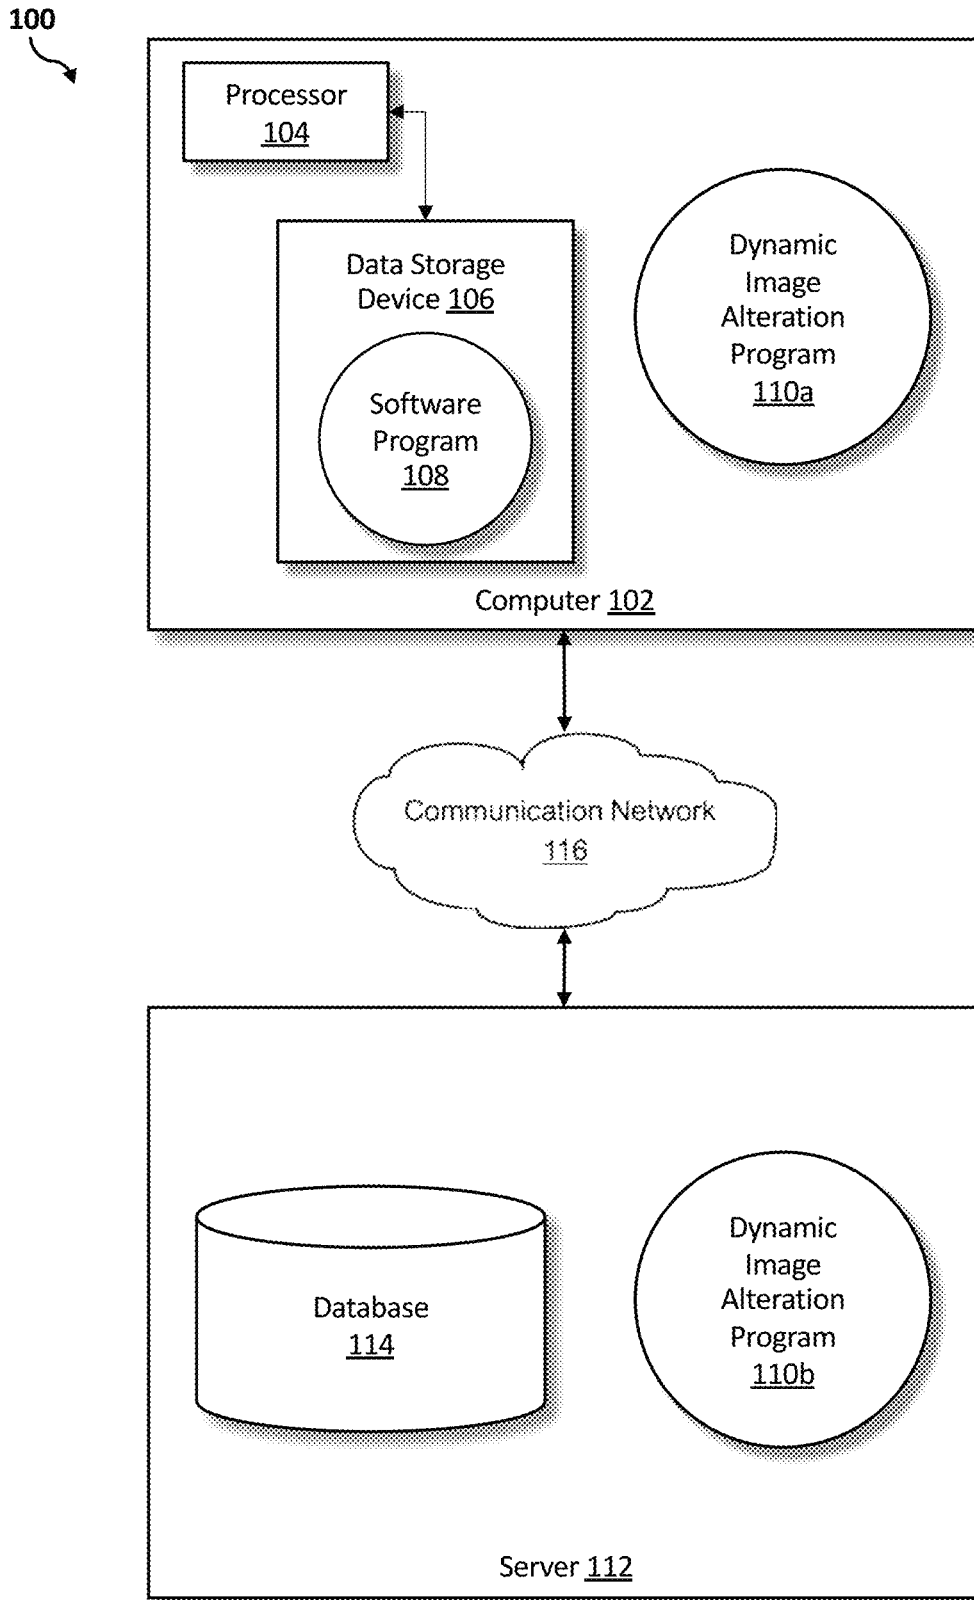 100
Processor
104
Data Storage
Device 106
Software
Program
108
Dynamic
Image
Alteration
Program
110a
Computer 102
Communication Network
116
Database
114
Dynamic
Image
Alteration
Program
110b
Server 112